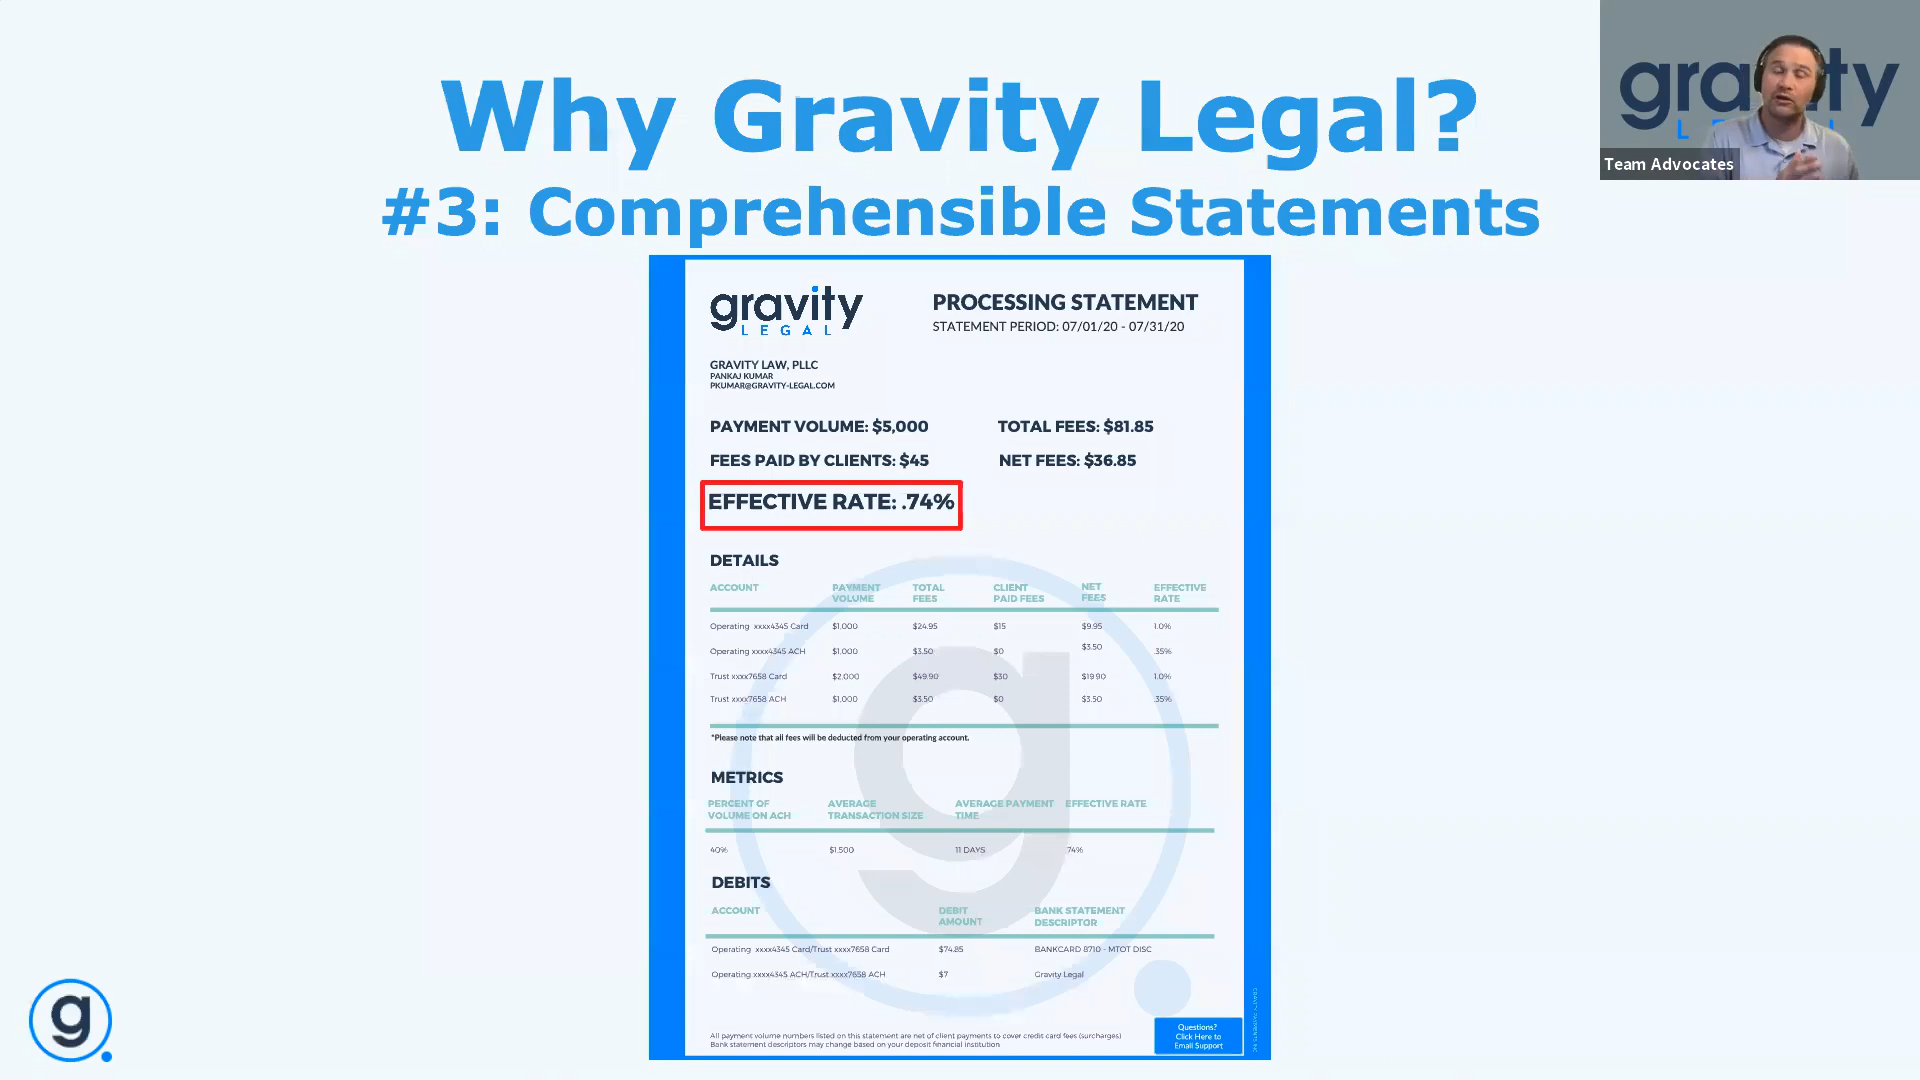 Why Gravity Legal?
#3: Comprehensible Statements
gra ty
Team Advocates
gravity
LEGAL
PROCESSING STATEMENT
STATEMENT PERIOD: 07/01/20 - 07/31/20
GRAVITY LAW, PLLC
PANKAJ KUMAR
PKUMAR@GRAVITY-LEGAL.COM
PAYMENT VOLUME: $5,000 TOTAL FEES: $81.85
FEES PAID BY CLIENTS: $45 NET FEES: $36.85
EFFECTIVE RATE: .74%
DETAILS
ACCOUNT PAYMENT VOLUME TOTAL FEES CLIENT PAID FEES NET FEES EFFECTIVE RATE
Operating xxxx4345 Card $1,000 $24.95 $15 $9.95 1.0%
Operating xxxx4345 ACH $1,000 $3.50 $0 $3.50 .35%
Trust xxxx7658 Card $2,000 $49.90 $30 $19.90 1.0%
Trust xxxx7658 ACH $1,000 $3.50 $0 $3.50 .35%
*Please note that all fees will be deducted from your operating account.
METRICS
PERCENT OF VOLUME ON ACH AVERAGE TRANSACTION SIZE AVERAGE PAYMENT TIME EFFECTIVE RATE
40% $1,500 11 DAYS .74%
DEBITS
ACCOUNT DEBIT AMOUNT BANK STATEMENT DESCRIPTOR
Operating xxxx4345 Card/Trust xxxx7658 Card $74.85 BANKCARD 8710 - MTOT DISC
Operating xxxx4345 ACH/Trust xxxx7658 ACH $7 Gravity Legal
All payment volume numbers listed on this statement are net of client payments to cover credit card fees (surcharges)
Bank statement descriptors may change based on your deposit financial institution
Questions?
Click Here to
Email Support
g